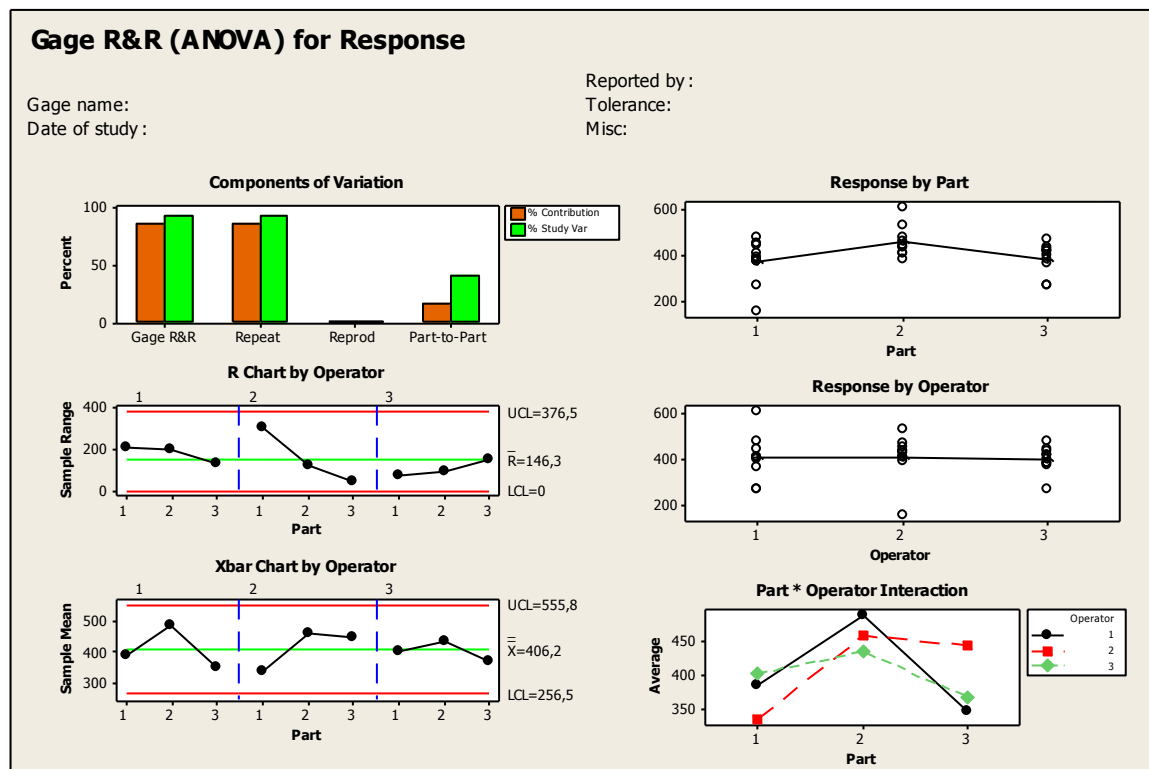 Gage R&R (ANOVA) for Response
Reported by:
Gage name:
Tolerance:
Date of study:
Misc:
Components of Variation
100
50
0
Percent
% Contribution
% Study Var
Gage R&R Repeat Reprod Part-to-Part
R Chart by Operator
1 2 3
400
200
0
Sample Range
UCL=376,5
R=146,3
LCL=0
1 2 3 1 2 3 1 2 3
Part
Xbar Chart by Operator
1 2 3
500
400
300
Sample Mean
UCL=555,8
X=406,2
LCL=256,5
1 2 3 1 2 3 1 2 3
Part
Response by Part
600
400
200
1 2 3
Part
Response by Operator
600
400
200
1 2 3
Operator
Part * Operator Interaction
450
400
350
Average
1 2 3
Part
Operator
1
2
3